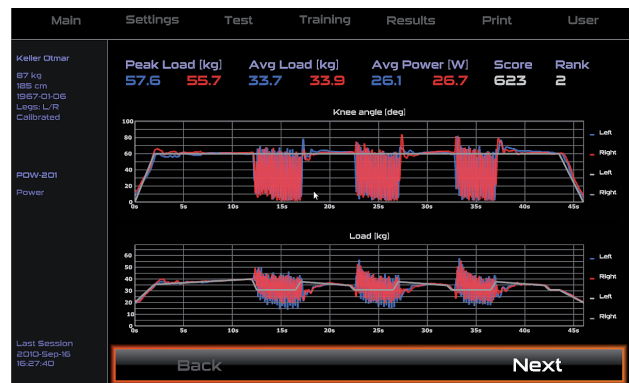 Main Settings Test Training Results Print User
Keller Otmar
87 kg
185 cm
1967-01-06
Legs: L/R
Calibrated
POW-201
Power
Last Session
2010-Sep-16
16:27:40
Peak Load [kg] Avg Load [kg] Avg Power [W] Score Rank
57.6 55.7 33.7 33.9 26.1 26.7 623 2
Knee angle [deg]
100
80
60
40
20
0
0s 5s 10s 15s 20s 25s 30s 35s 40s 45s
Left
Right
Left
Right
Load [kg]
60
50
40
30
20
10
0
0s 5s 10s 15s 20s 25s 30s 35s 40s 45s
Left
Right
Left
Right
Back Next